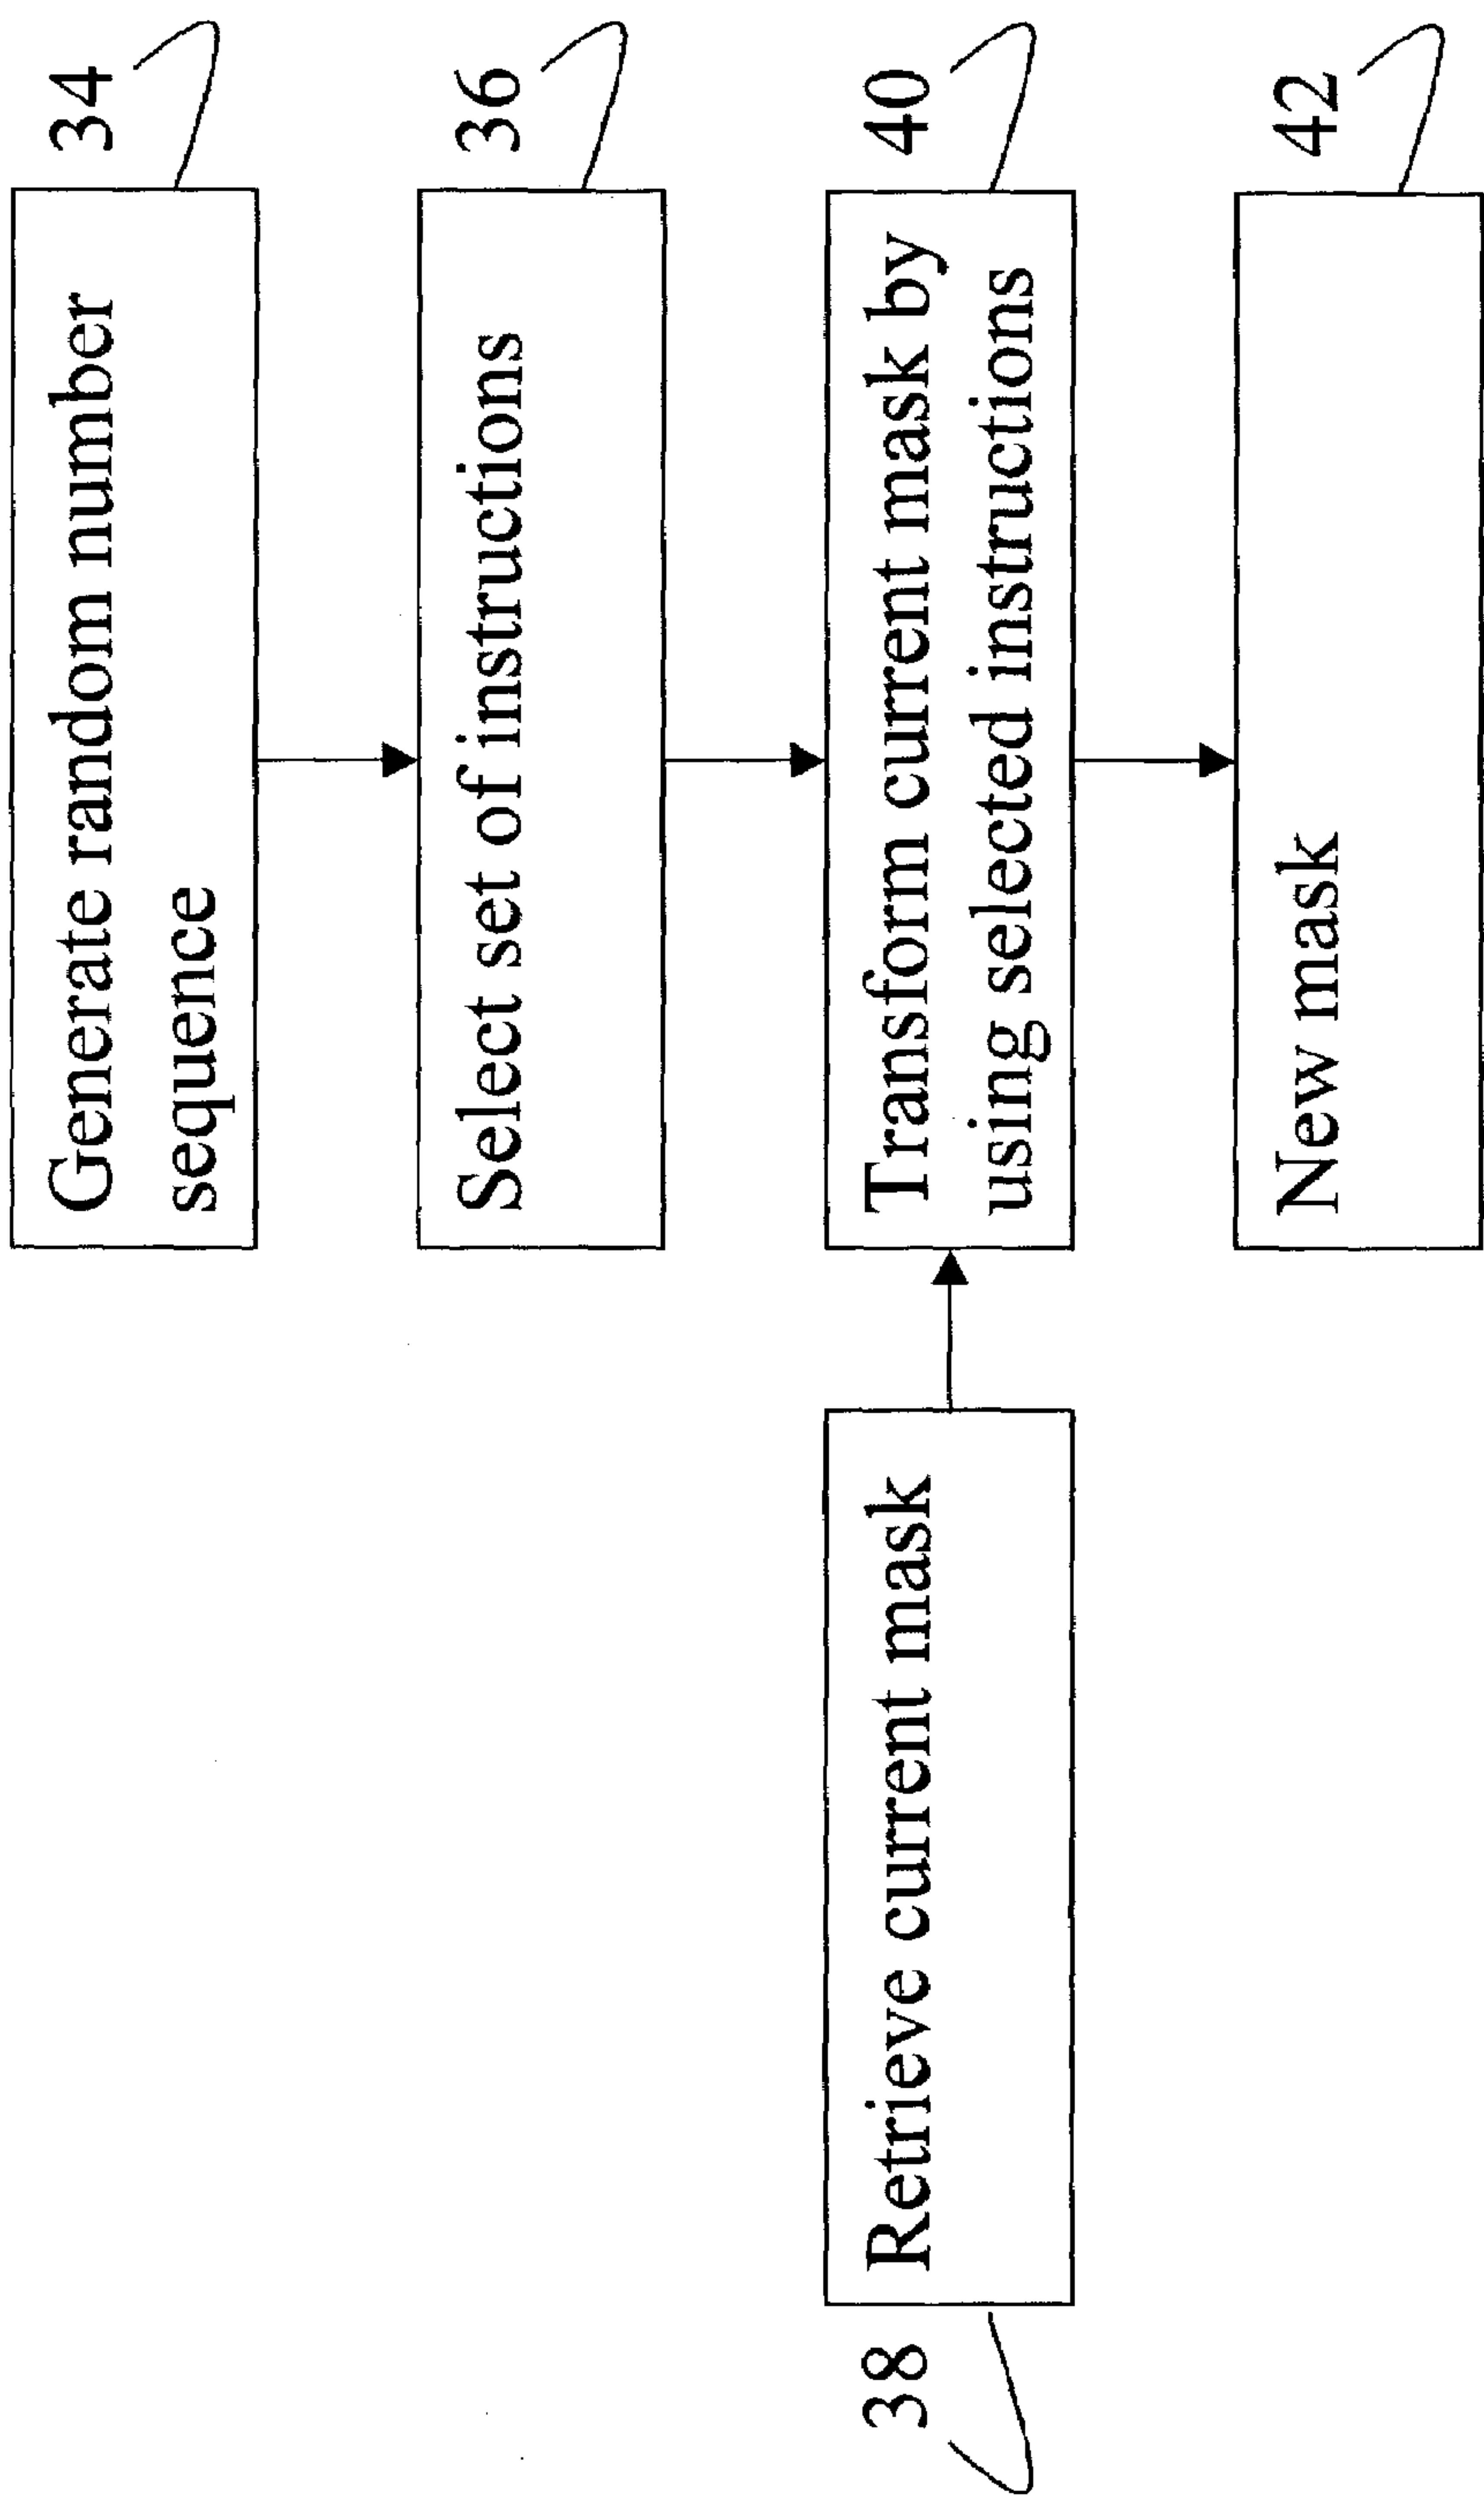 Generate random number
sequence
34
Select set of instructions
36
38
Retrieve current mask
Transform current mask by
using selected instructions
40
New mask
42